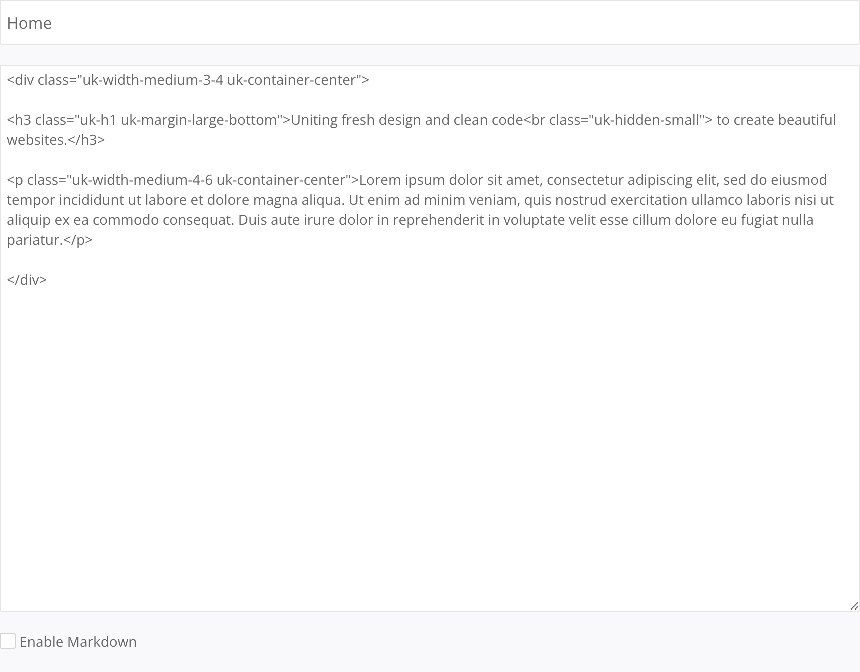 Home
<div class="uk-width-medium-3-4 uk-container-center">
<h3 class="uk-h1 uk-margin-large-bottom">Uniting fresh design and clean code<br class="uk-hidden-small"> to create beautiful
websites.</h3>
<p class="uk-width-medium-4-6 uk-container-center">Lorem ipsum dolor sit amet, consectetur adipiscing elit, sed do eiusmod
tempor incididunt ut labore et dolore magna aliqua. Ut enim ad minim veniam, quis nostrud exercitation ullamco laboris nisi ut
aliquip ex ea commodo consequat. Duis aute irure dolor in reprehenderit in voluptate velit esse cillum dolore eu fugiat nulla
pariatur.</p>
</div>
Enable Markdown